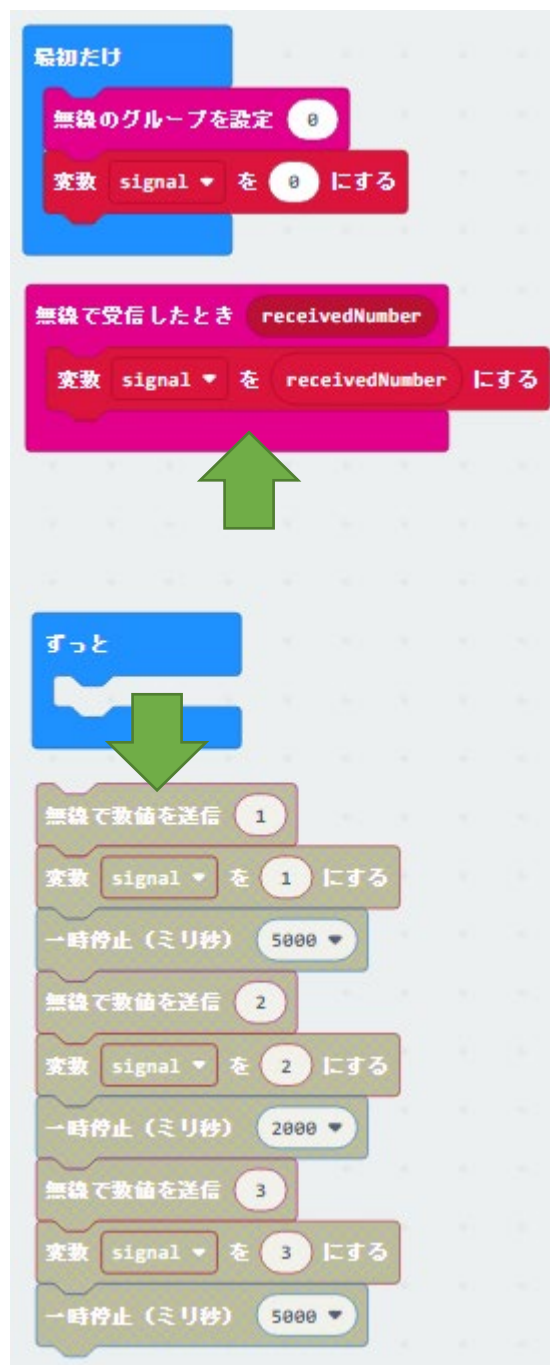 最初だけ
無線のグループを設定 0
変数 signal を 0 にする
無線で受信したとき receivedNumber
変数 signal を receivedNumber にする
ずっと
無線で数値を送信 1
変数 signal を 1 にする
一時停止（ミリ秒） 5000
無線で数値を送信 2
変数 signal を 2 にする
一時停止（ミリ秒） 2000
無線で数値を送信 3
変数 signal を 3 にする
一時停止（ミリ秒） 5000